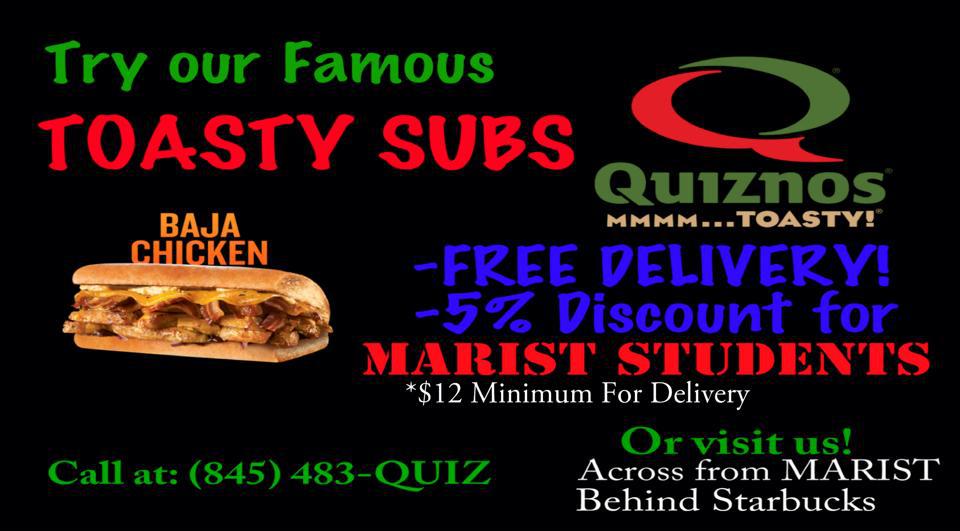 Try our Famous
TOASTY SUBS
Quiznos®
MMMM...TOASTY!®
BAJA
CHICKEN
-FREE DELIVERY!
-5% Discount for
MARIST STUDENTS
*$12 Minimum For Delivery
Call at: (845) 483-QUIZ
Or visit us!
Across from MARIST
Behind Starbucks